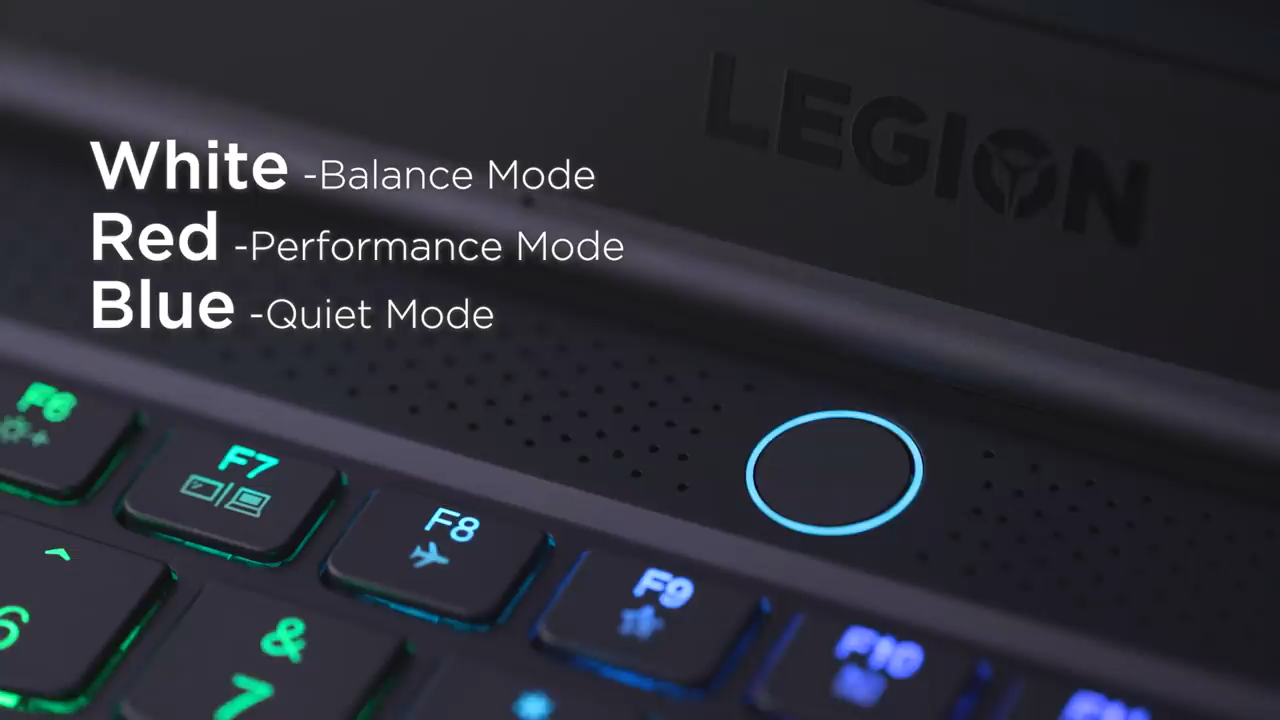 LEGION
White -Balance Mode
Red -Performance Mode
Blue -Quiet Mode
F6
F7
F8
F9
F10
^
6
&
7